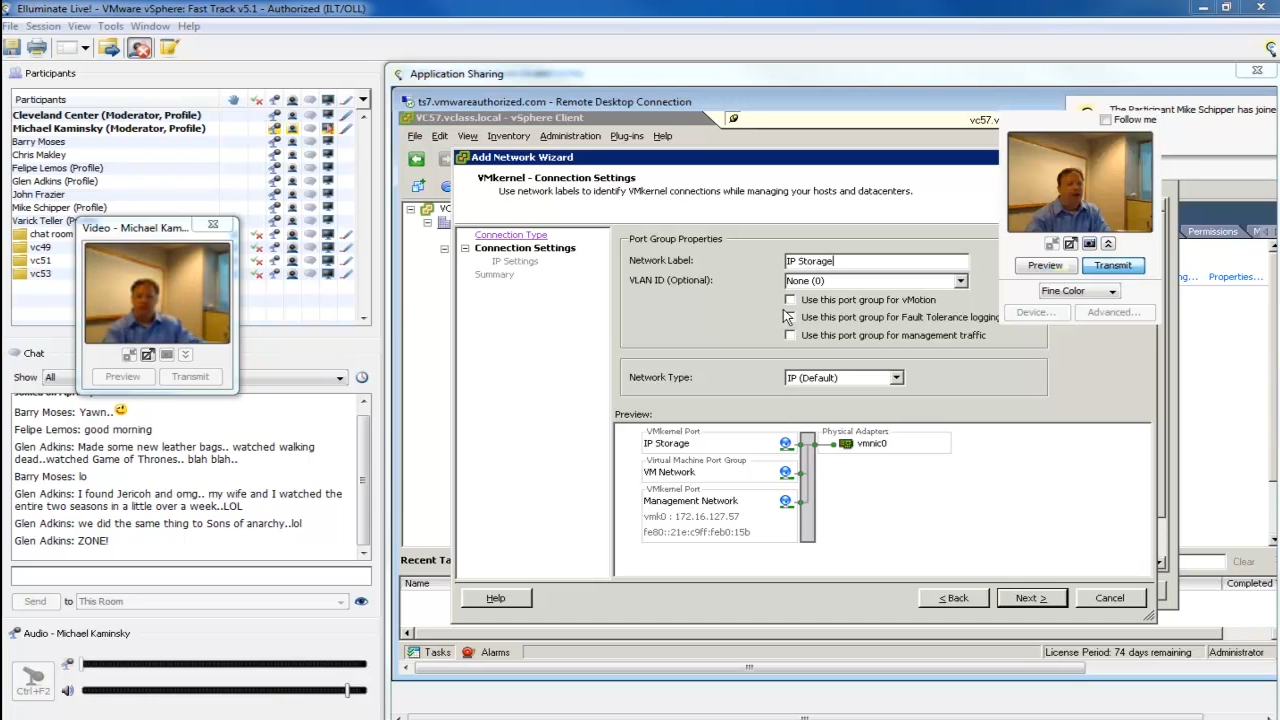 Elluminate Live! - VMware vSphere: Fast Track v5.1 - Authorized (ILT/OLL)
File Session View Tools Window Help
Participants
Participants
Cleveland Center (Moderator, Profile)
Michael Kaminsky (Moderator, Profile)
Barry Moses
Chris Makley
Felipe Lemos (Profile)
Glen Adkins (Profile)
John Frazier
Mike Schipper (Profile)
Varick Teller
chat room
vc49
vc51
vc53
Video - Michael Kam...
Preview
Transmit
Chat
Show All
Barry Moses: Yawn..
Felipe Lemos: good morning
Glen Adkins: Made some new leather bags.. watched walking
dead..watched Game of Thrones.. blah blah..
Barry Moses: lo
Glen Adkins: I found Jericoh and omg.. my wife and I watched the
entire two seasons in a little over a week..LOL
Glen Adkins: we did the same thing to Sons of anarchy..lol
Glen Adkins: ZONE!
Send to This Room
Audio - Michael Kaminsky
Ctrl+F2
Application Sharing
ts7.vmwareauthorized.com - Remote Desktop Connection
VC57.vclass.local - vSphere Client
vc57.
File Edit View Inventory Administration Plug-ins Help
Add Network Wizard
VMkernel - Connection Settings
Use network labels to identify VMkernel connections while managing your hosts and datacenters.
VC
Connection Type
Connection Settings
IP Settings
Summary
Port Group Properties
Network Label: IP Storage
VLAN ID (Optional): None (0)
Use this port group for vMotion
Use this port group for Fault Tolerance logging
Use this port group for management traffic
Network Type: IP (Default)
Preview:
VMkernel Port
IP Storage
Physical Adapters
vmnic0
Virtual Machine Port Group
VM Network
VMkernel Port
Management Network
vmk0 : 172.16.127.57
fe80::21e:c9ff:feb0:15b
Help
< Back
Next >
Cancel
Recent Ta
Name
Clear
Completed
Tasks Alarms
License Period: 74 days remaining
Administrator
The Participant Mike Schipper has joine
Follow me
Preview
Transmit
Fine Color
Device...
Advanced...
Permissions
Properties...